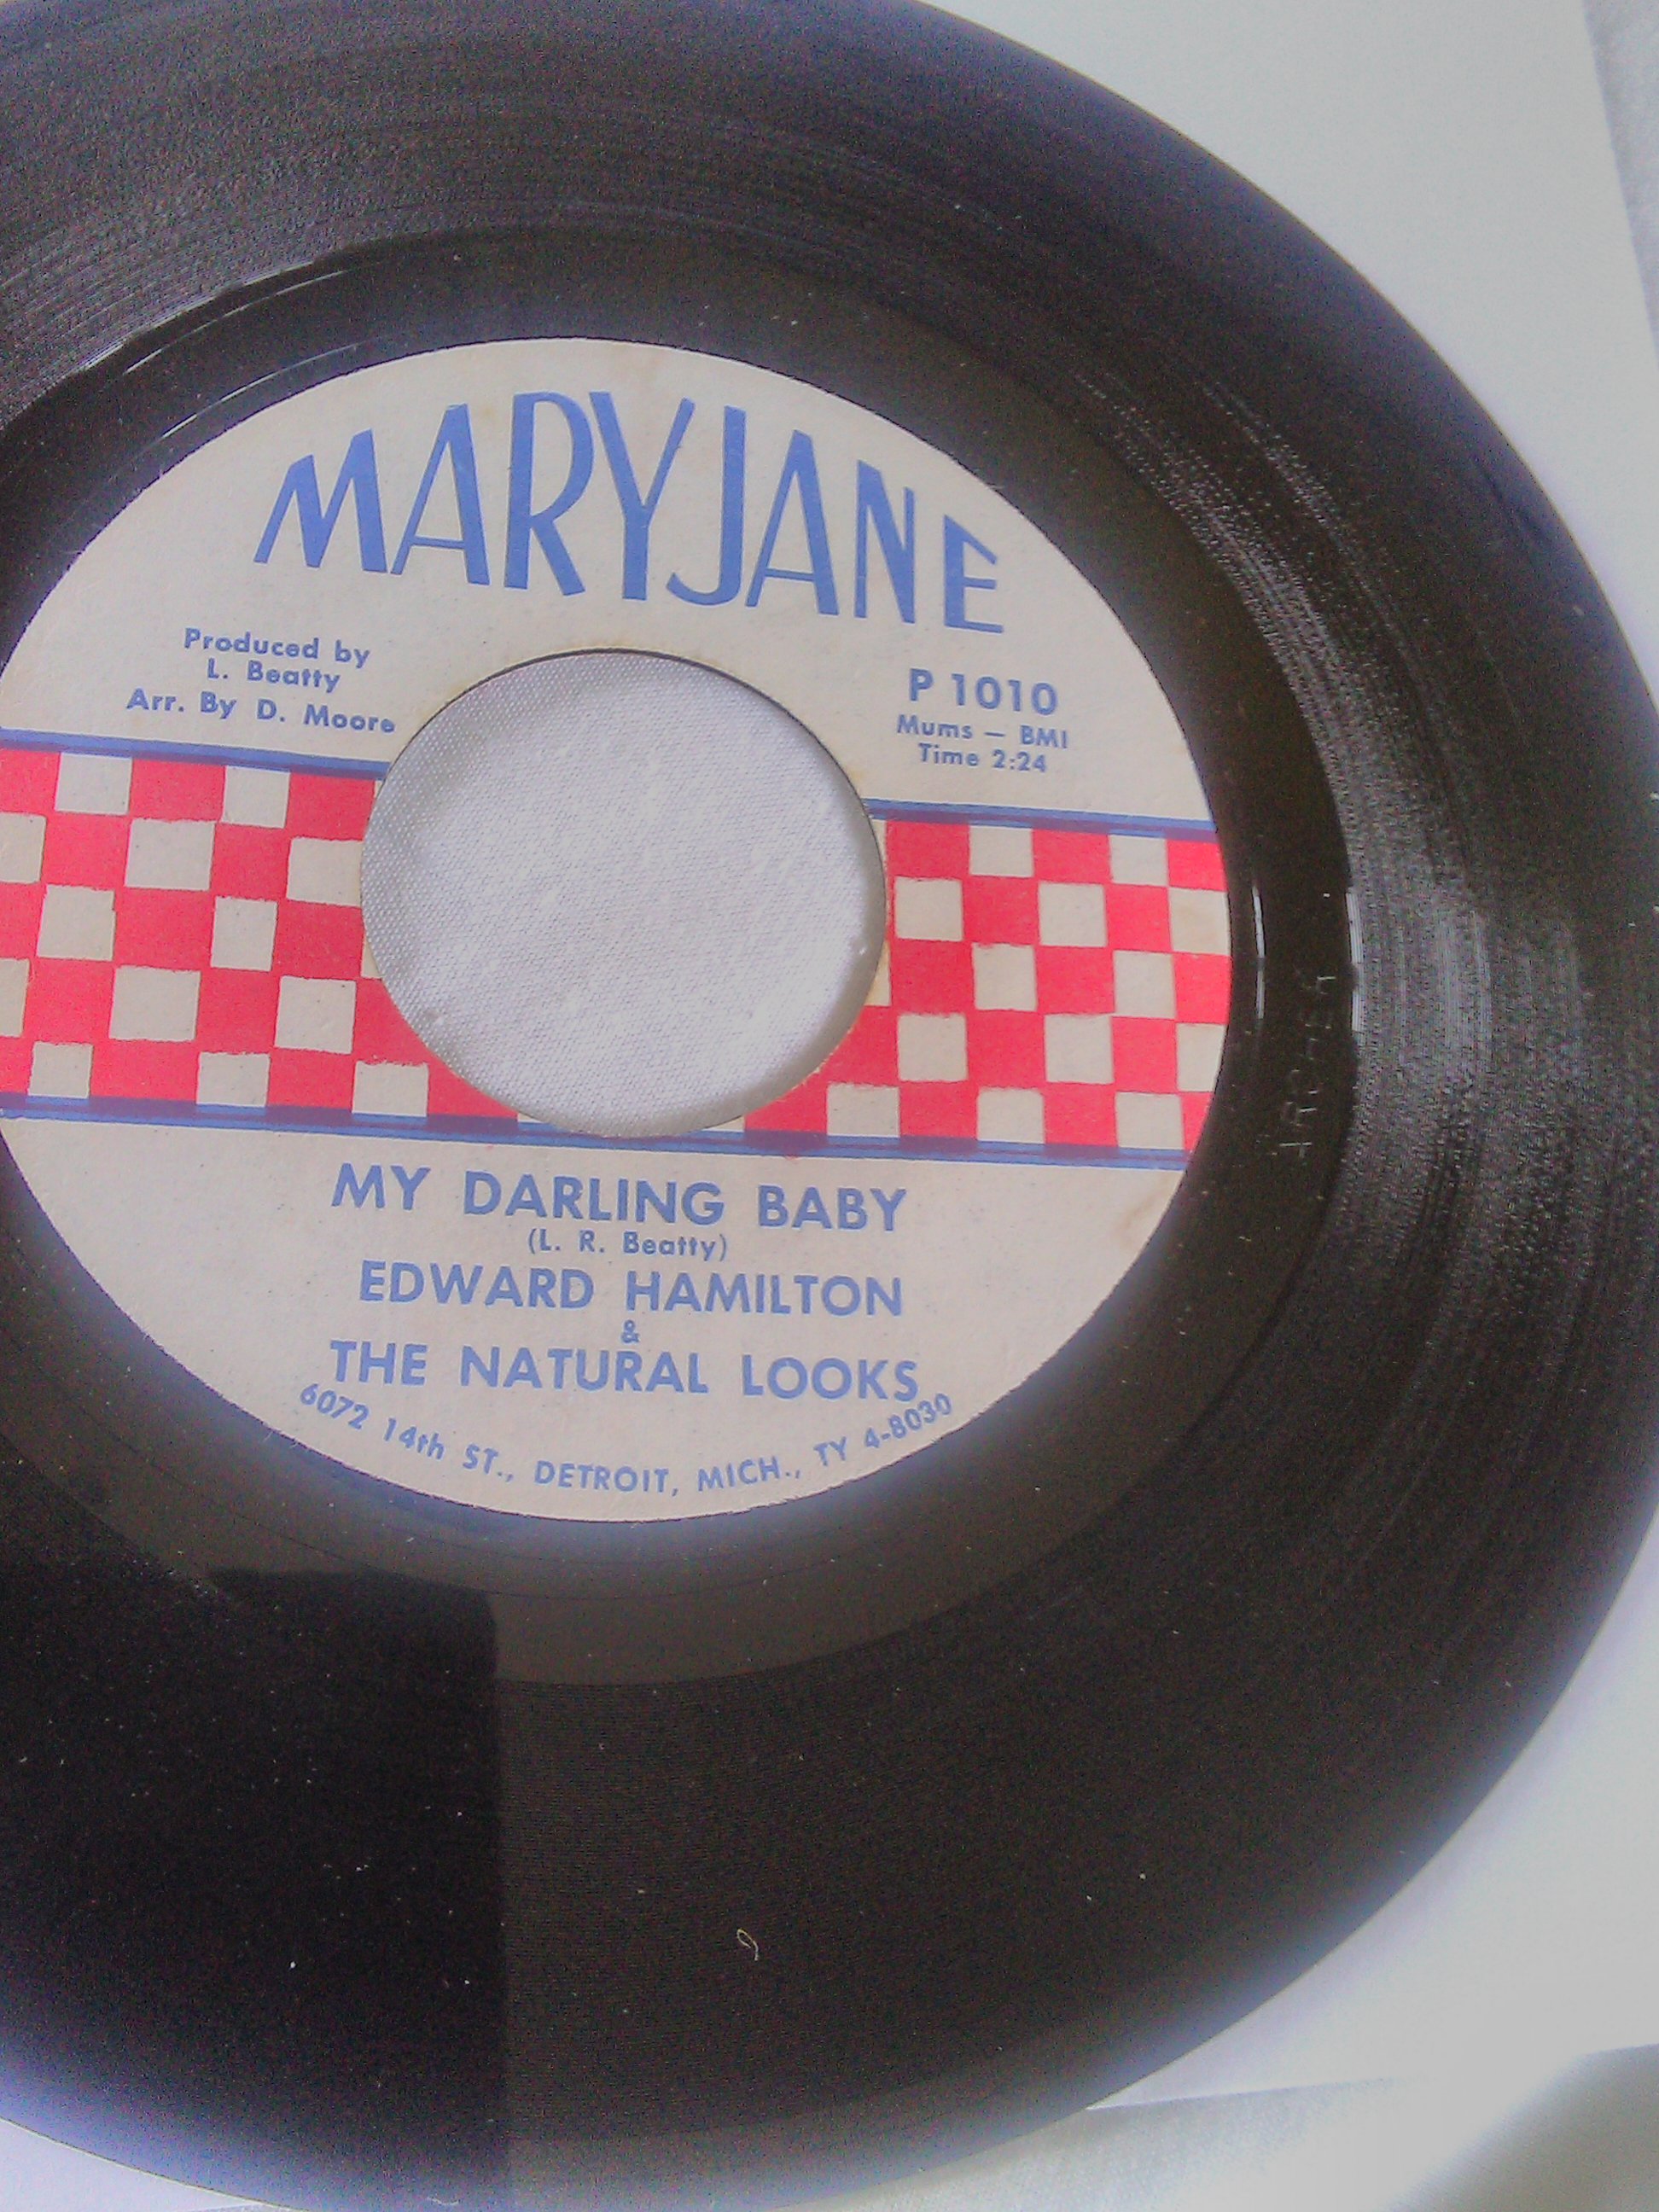 MARYJANE
Produced by
L. Beatty
Arr. By D. Moore
P 1010
Mums — BMI
Time 2:24
MY DARLING BABY
(L. R. Beatty)
EDWARD HAMILTON
&
THE NATURAL LOOKS
6072 14th ST., DETROIT, MICH., TY 4-8030
ARCHER